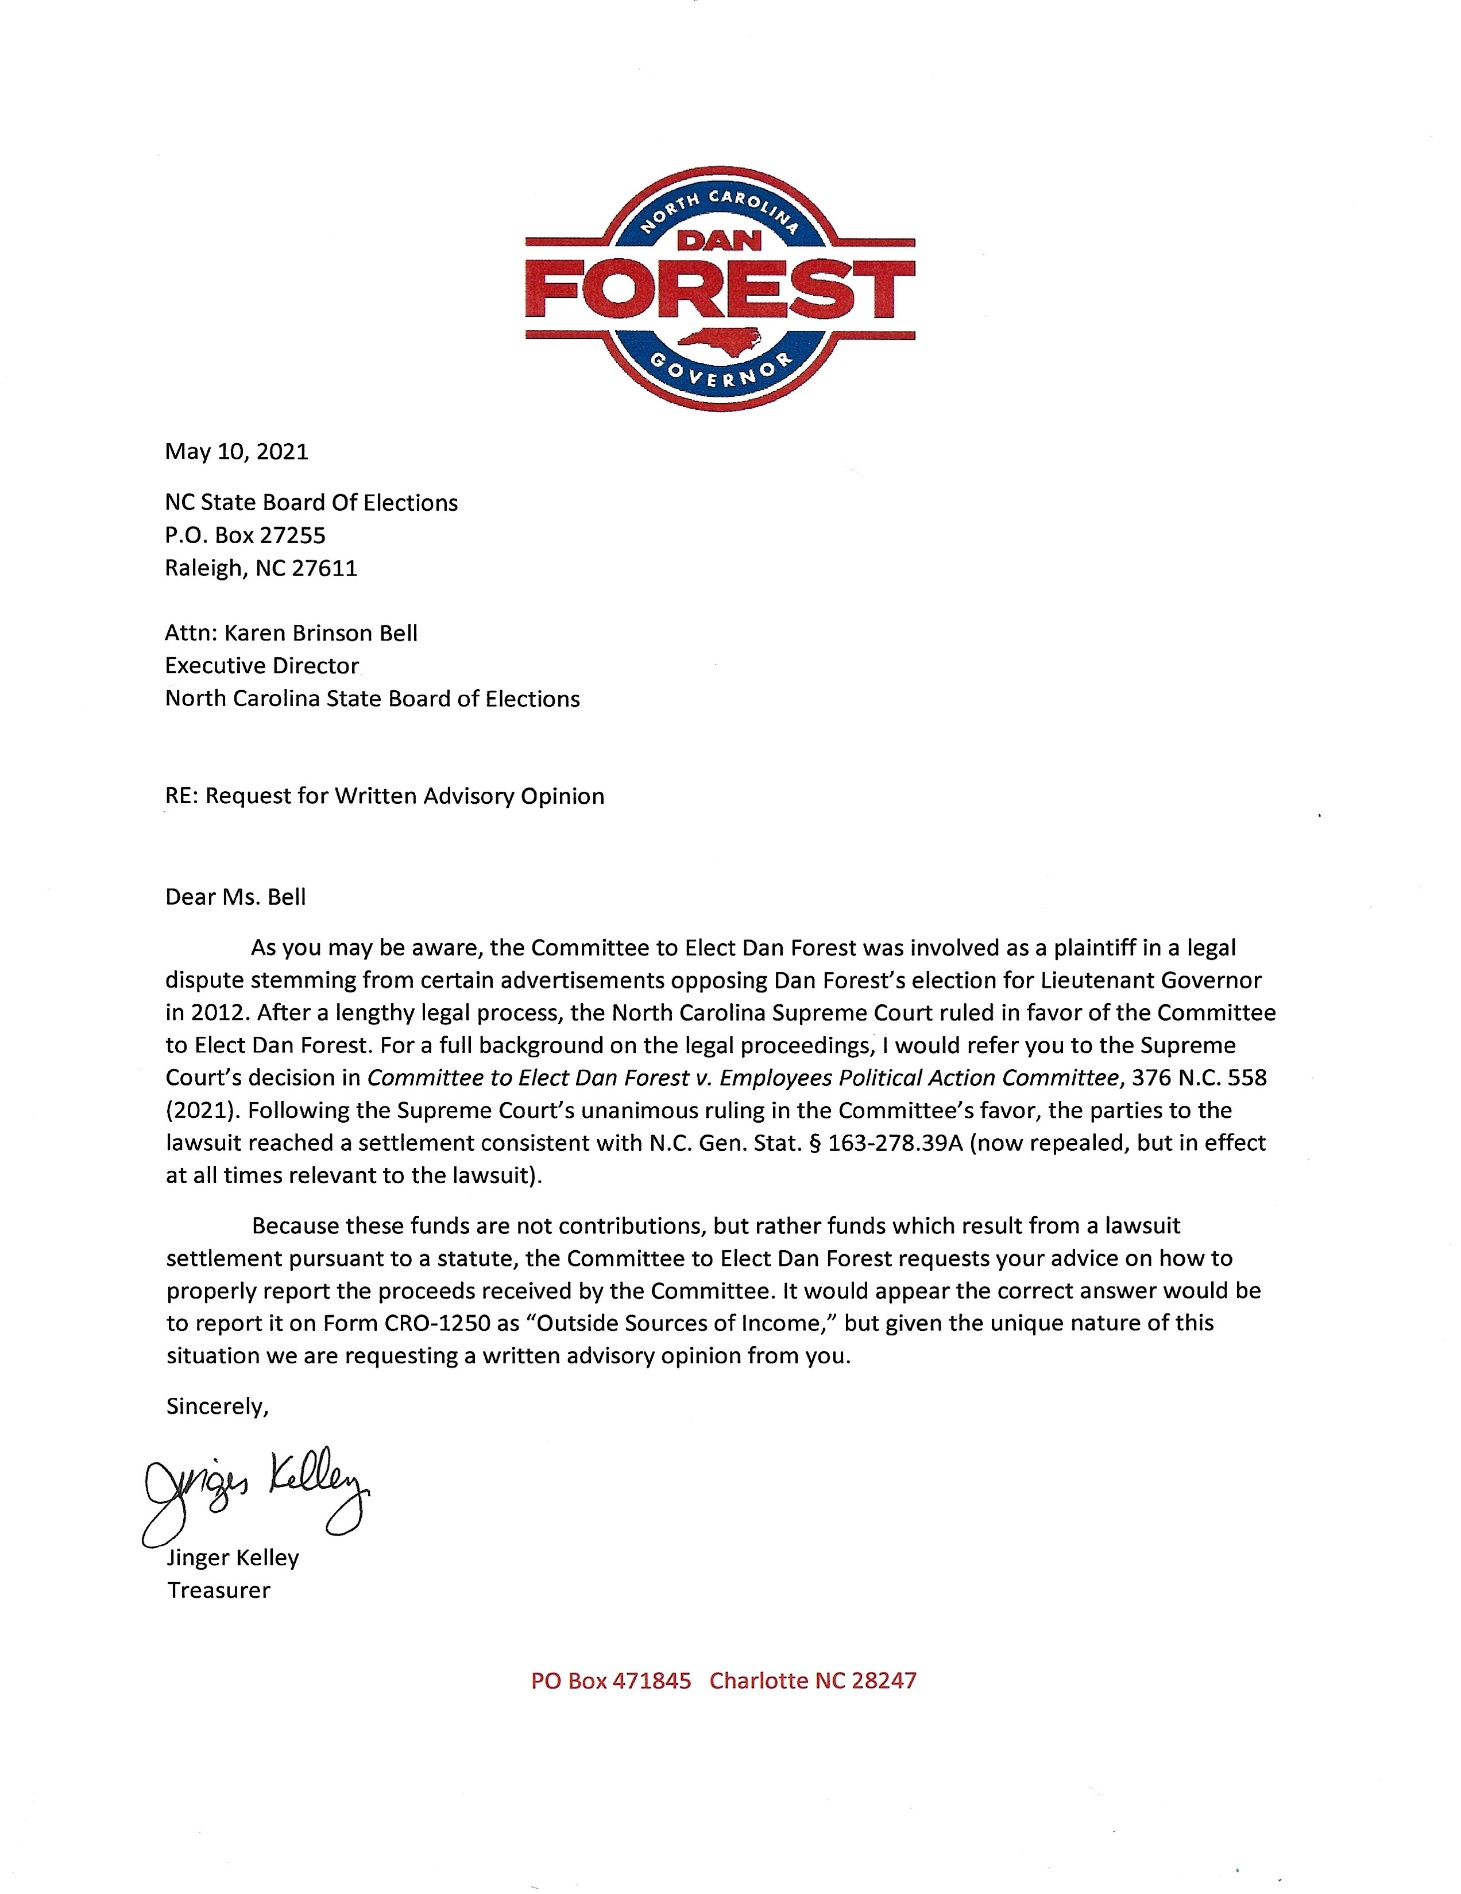 NORTH CAROLINA
DAN
FOREST
GOVERNOR
May 10, 2021
NC State Board Of Elections
P.O. Box 27255
Raleigh, NC 27611
Attn: Karen Brinson Bell
Executive Director
North Carolina State Board of Elections
RE: Request for Written Advisory Opinion
Dear Ms. Bell
As you may be aware, the Committee to Elect Dan Forest was involved as a plaintiff in a legal
dispute stemming from certain advertisements opposing Dan Forest's election for Lieutenant Governor
in 2012. After a lengthy legal process, the North Carolina Supreme Court ruled in favor of the Committee
to Elect Dan Forest. For a full background on the legal proceedings, I would refer you to the Supreme
Court's decision in Committee to Elect Dan Forest v. Employees Political Action Committee, 376 N.C. 558
(2021). Following the Supreme Court's unanimous ruling in the Committee's favor, the parties to the
lawsuit reached a settlement consistent with N.C. Gen. Stat. § 163-278.39A (now repealed, but in effect
at all times relevant to the lawsuit).
Because these funds are not contributions, but rather funds which result from a lawsuit
settlement pursuant to a statute, the Committee to Elect Dan Forest requests your advice on how to
properly report the proceeds received by the Committee. It would appear the correct answer would be
to report it on Form CRO-1250 as "Outside Sources of Income," but given the unique nature of this
situation we are requesting a written advisory opinion from you.
Sincerely,
Jinger Kelley
Jinger Kelley
Treasurer
PO Box 471845 Charlotte NC 28247